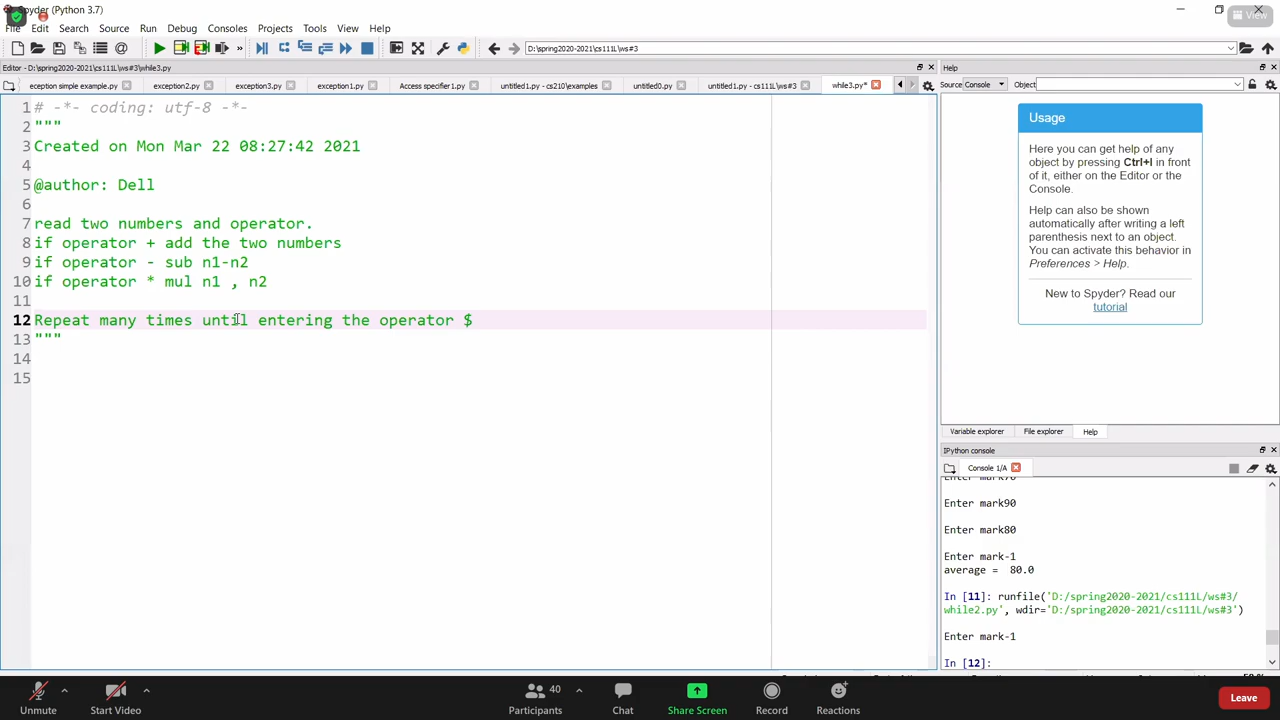 Spyder (Python 3.7)
View
File Edit Search Source Run Debug Consoles Projects Tools View Help
D:\spring2020-2021\cs111L\ws#3
Editor - D:\spring2020-2021\cs111L\ws#3\while3.py
Help
eception simple example.py exception2.py exception3.py exception1.py Access specifier1.py untitled1.py - cs210\examples untitled0.py untitled1.py - cs111L\ws#3 while3.py*
Source Console Object
1 # -*- coding: utf-8 -*-
2 """
3 Created on Mon Mar 22 08:27:42 2021
4
5 @author: Dell
6
7 read two numbers and operator.
8 if operator + add the two numbers
9 if operator - sub n1-n2
10 if operator * mul n1 , n2
11
12 Repeat many times until entering the operator $
13 """
14
15
Usage
Here you can get help of any
object by pressing Ctrl+I in front
of it, either on the Editor or the
Console.
Help can also be shown
automatically after writing a left
parenthesis next to an object.
You can activate this behavior in
Preferences > Help.
New to Spyder? Read our
tutorial
Variable explorer File explorer Help
IPython console
Console 1/A
Enter mark70
Enter mark90
Enter mark80
Enter mark-1
average = 80.0
In [11]: runfile('D:/spring2020-2021/cs111L/ws#3/
while2.py', wdir='D:/spring2020-2021/cs111L/ws#3')
Enter mark-1
In [12]:
Unmute Start Video 40 Participants Chat Share Screen Record Reactions Leave